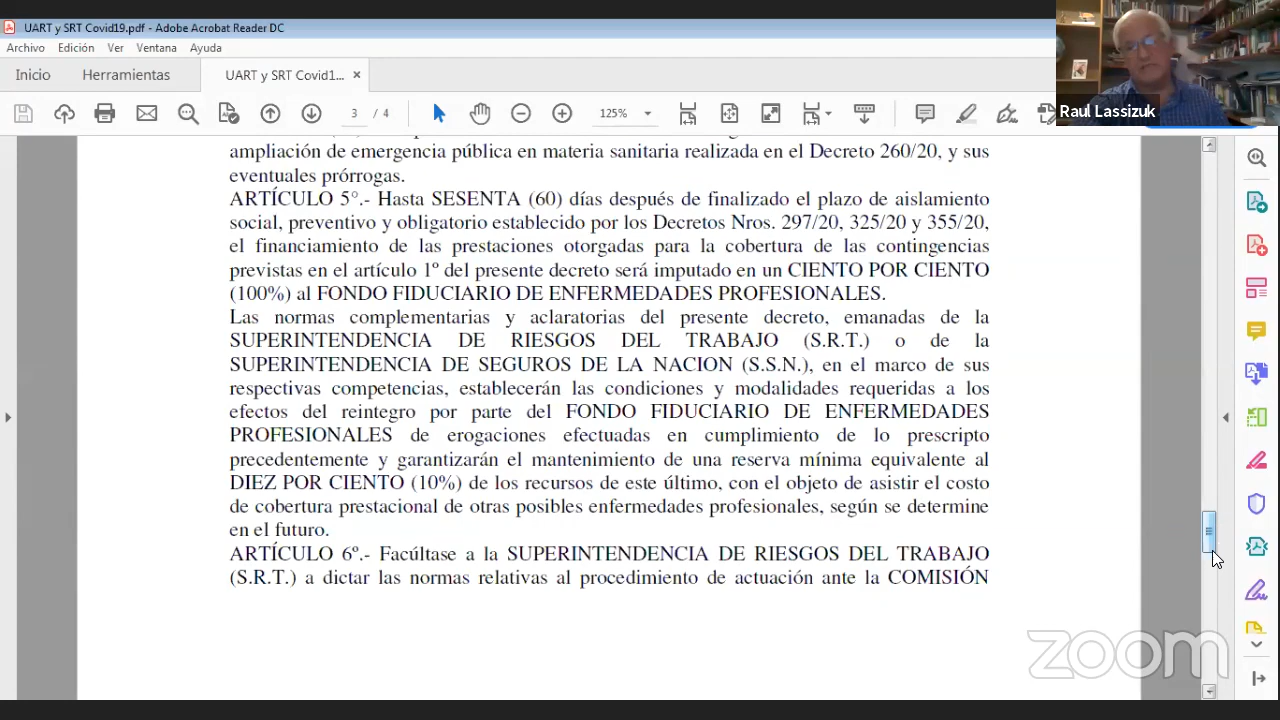 UART y SRT Covid19.pdf - Adobe Acrobat Reader DC
Archivo Edición Ver Ventana Ayuda
Inicio Herramientas UART y SRT Covid1... ×
3 / 4 125%
Raul Lassizuk
ampliación de emergencia pública en materia sanitaria realizada en el Decreto 260/20, y sus
eventuales prórrogas.
ARTÍCULO 5°.- Hasta SESENTA (60) días después de finalizado el plazo de aislamiento
social, preventivo y obligatorio establecido por los Decretos Nros. 297/20, 325/20 y 355/20,
el financiamiento de las prestaciones otorgadas para la cobertura de las contingencias
previstas en el artículo 1º del presente decreto será imputado en un CIENTO POR CIENTO
(100%) al FONDO FIDUCIARIO DE ENFERMEDADES PROFESIONALES.
Las normas complementarias y aclaratorias del presente decreto, emanadas de la
SUPERINTENDENCIA DE RIESGOS DEL TRABAJO (S.R.T.) o de la
SUPERINTENDENCIA DE SEGUROS DE LA NACION (S.S.N.), en el marco de sus
respectivas competencias, establecerán las condiciones y modalidades requeridas a los
efectos del reintegro por parte del FONDO FIDUCIARIO DE ENFERMEDADES
PROFESIONALES de erogaciones efectuadas en cumplimiento de lo prescripto
precedentemente y garantizarán el mantenimiento de una reserva mínima equivalente al
DIEZ POR CIENTO (10%) de los recursos de este último, con el objeto de asistir el costo
de cobertura prestacional de otras posibles enfermedades profesionales, según se determine
en el futuro.
ARTÍCULO 6º.- Facúltase a la SUPERINTENDENCIA DE RIESGOS DEL TRABAJO
(S.R.T.) a dictar las normas relativas al procedimiento de actuación ante la COMISIÓN
zoom